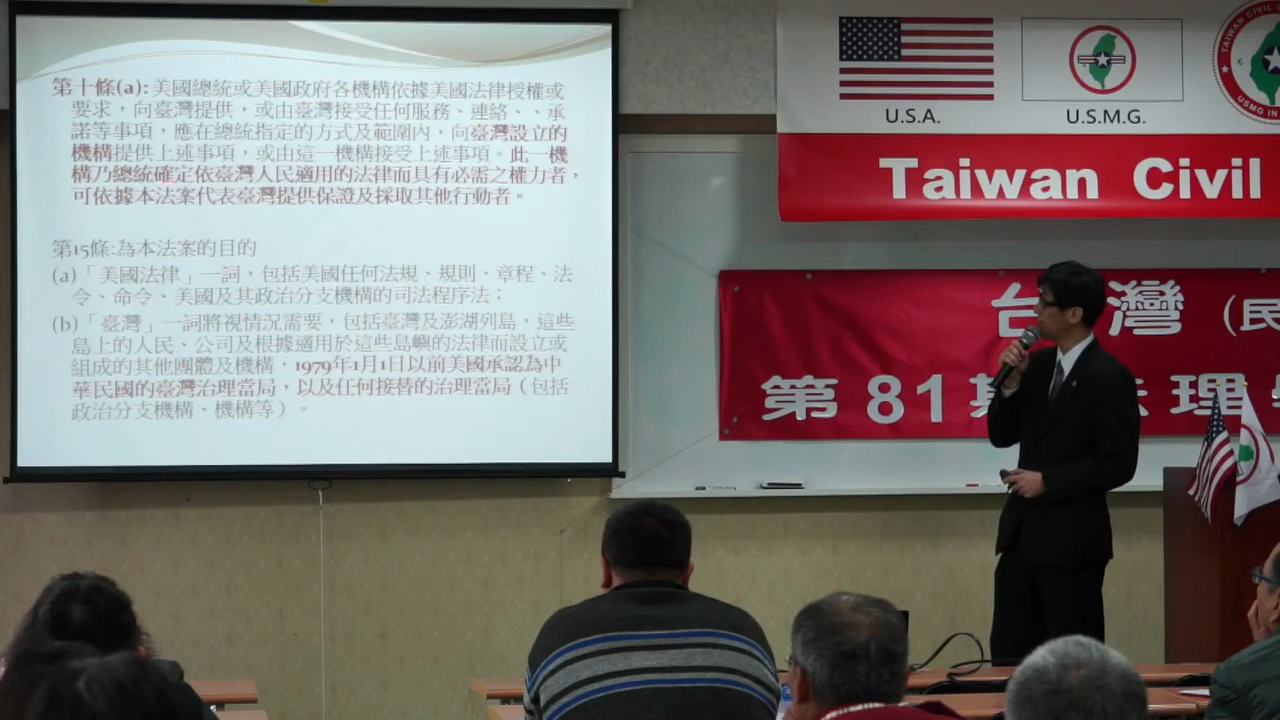 第十條(a): 美國總統或美國政府各機構依據美國法律授權或
要求，向臺灣提供，或由臺灣接受任何服務、連絡、、承
諾等事項，應在總統指定的方式及範圍內，向臺灣設立的
機構提供上述事項，或由這一機構接受上述事項。此一機
構乃總統確定依臺灣人民適用的法律而具有必需之權力者，
可依據本法案代表臺灣提供保證及採取其他行動者。
第15條:為本法案的目的
(a)「美國法律」一詞，包括美國任何法規、規則、章程、法
令、命令、美國及其政治分支機構的司法程序法；
(b)「臺灣」一詞將視情況需要，包括臺灣及澎湖列島，這些
島上的人民、公司及根據適用於這些島嶼的法律而設立或
組成的其他團體及機構，1979年1月1日以前美國承認為中
華民國的臺灣治理當局，以及任何接替的治理當局（包括
政治分支機構、機構等）。
U.S.A.
U.S.M.G.
TAIWAN CIVIL
USMG IN
Taiwan Civil
台灣（民
第81期法理學